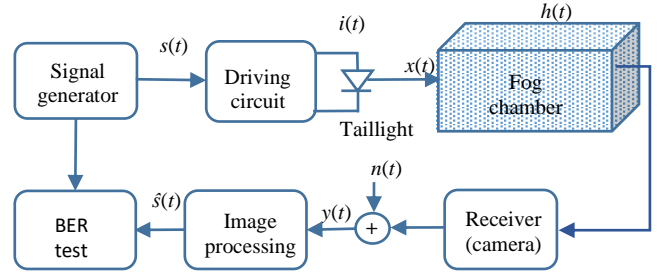 h(t)
i(t)
s(t)
x(t)
Signal
generator
Driving
circuit
Fog
chamber
Taillight
n(t)
ŝ(t)
y(t)
BER
test
Image
processing
+
Receiver
(camera)